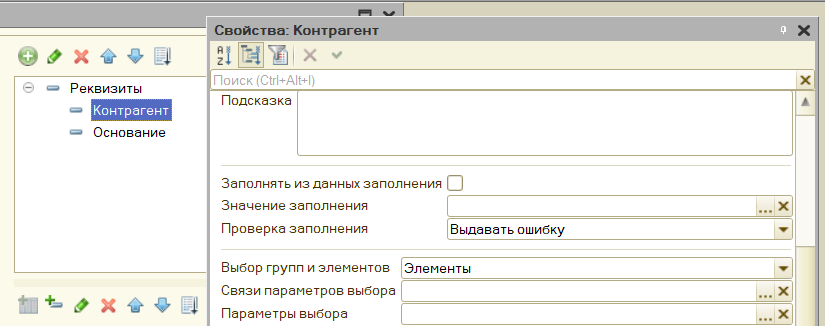 Свойства: Контрагент
Поиск (Ctrl+Alt+I)
Реквизиты
Контрагент
Основание
Подсказка
Заполнять из данных заполнения
Значение заполнения
...
Проверка заполнения
Выдавать ошибку
Выбор групп и элементов
Элементы
Связи параметров выбора
...
Параметры выбора
...